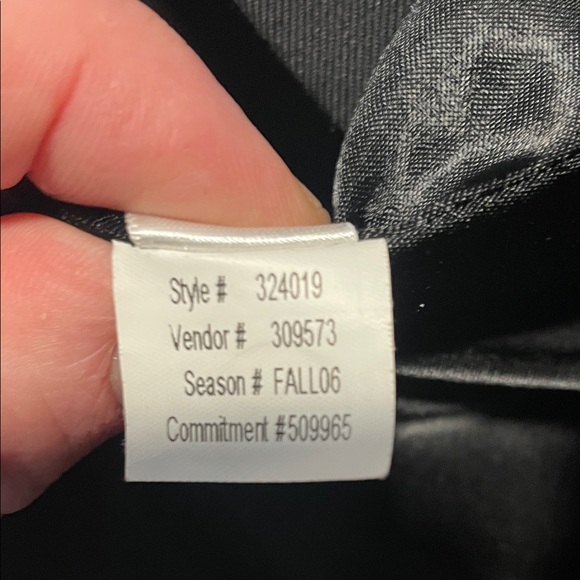 Style # 324019
Vendor # 309573
Season # FALL06
Commitment #509965